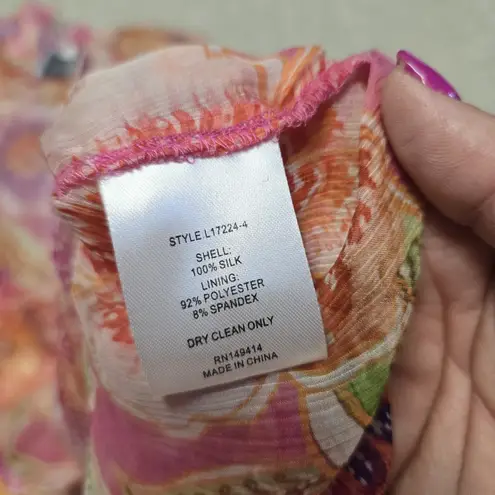 STYLE L17224-4
SHELL:
100% SILK
LINING:
92% POLYESTER
8% SPANDEX
DRY CLEAN ONLY
RN149414
MADE IN CHINA